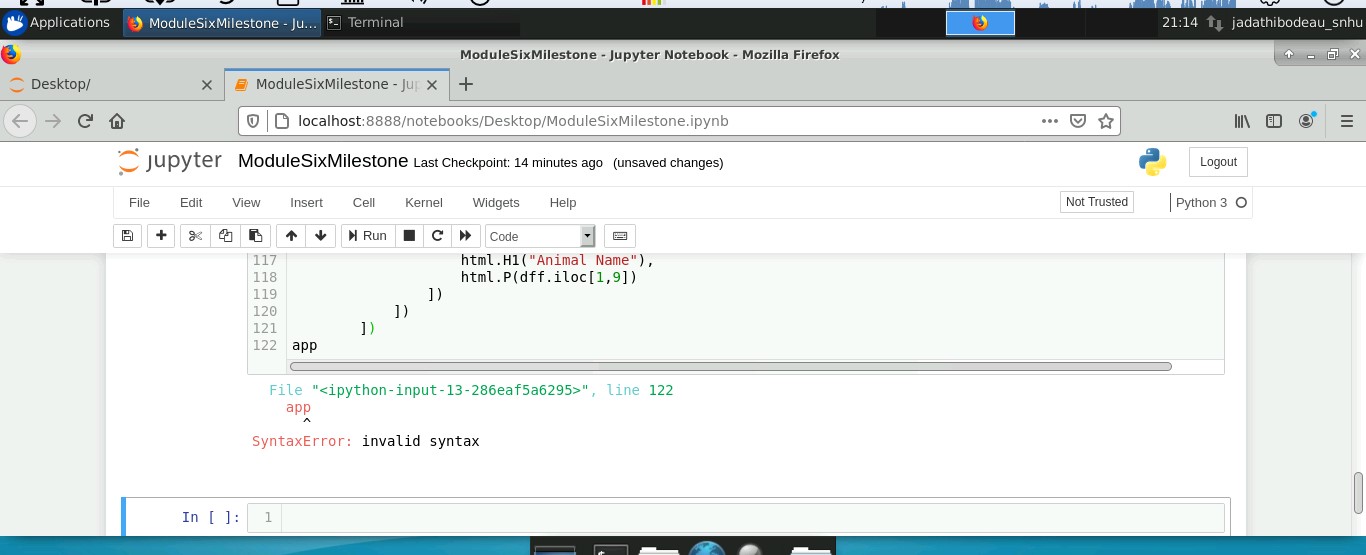 Applications
ModuleSixMilestone - Ju...
Terminal
21:14
jadathibodeau_snhu
ModuleSixMilestone - Jupyter Notebook - Mozilla Firefox
Desktop/
ModuleSixMilestone - Jup
localhost:8888/notebooks/Desktop/ModuleSixMilestone.ipynb
jupyter ModuleSixMilestone Last Checkpoint: 14 minutes ago (unsaved changes)
Logout
File Edit View Insert Cell Kernel Widgets Help
Not Trusted
Python 3
Run
Code
117 html.H1("Animal Name"),
118 html.P(dff.iloc[1,9])
119 ])
120 ])
121 ])
122 app
File "<ipython-input-13-286eaf5a6295>", line 122
app
^
SyntaxError: invalid syntax
In [ ]: 1